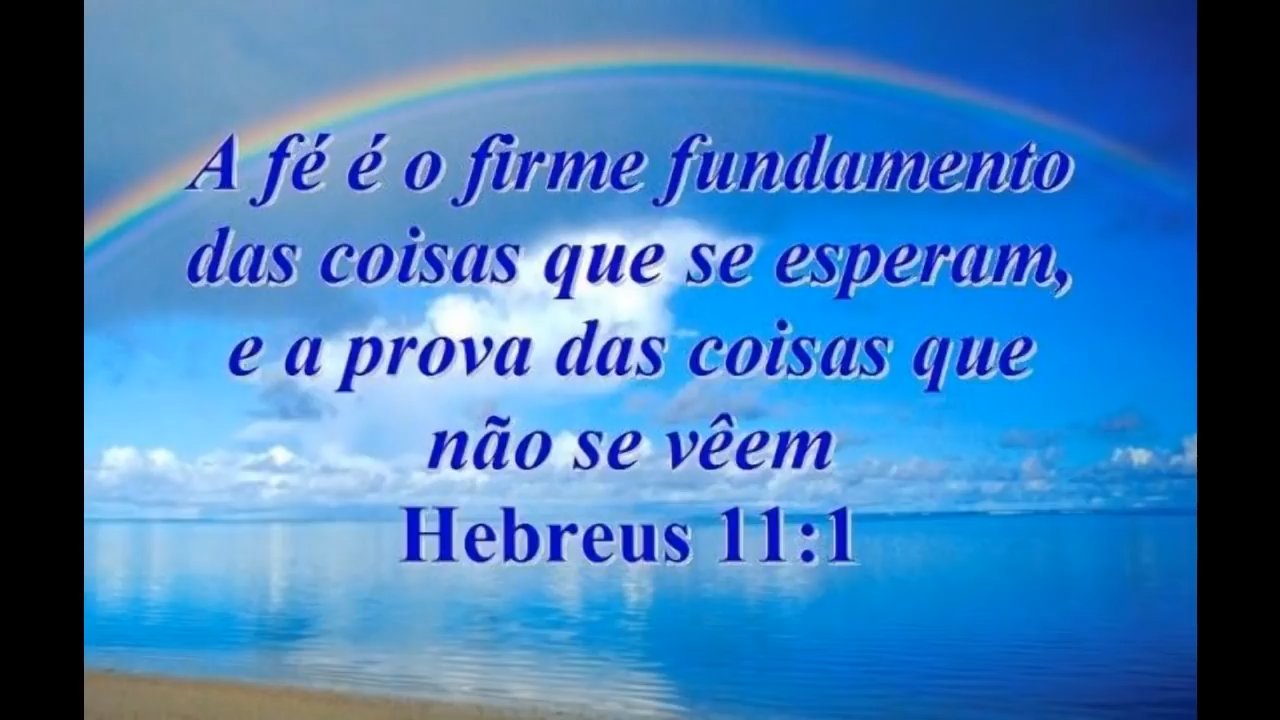 A fé é o firme fundamento
das coisas que se esperam,
e a prova das coisas que
não se vêem
Hebreus 11:1